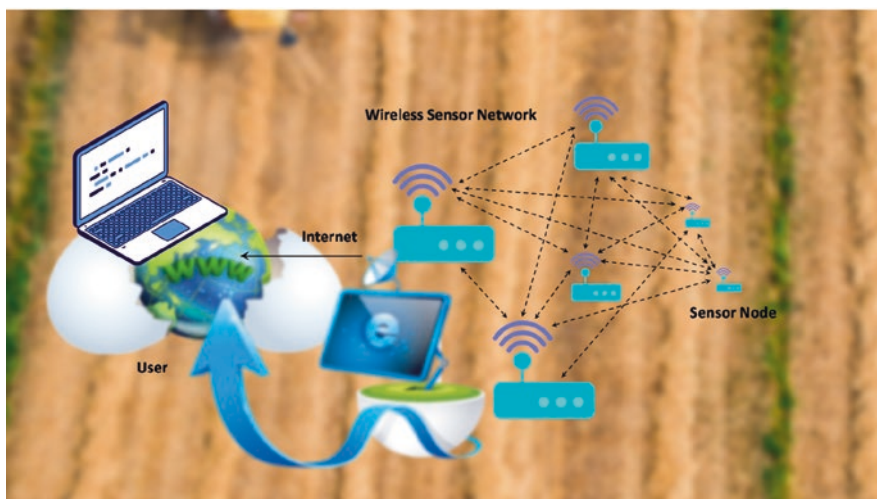 Wireless Sensor Network
Internet
www
Sensor Node
User
e